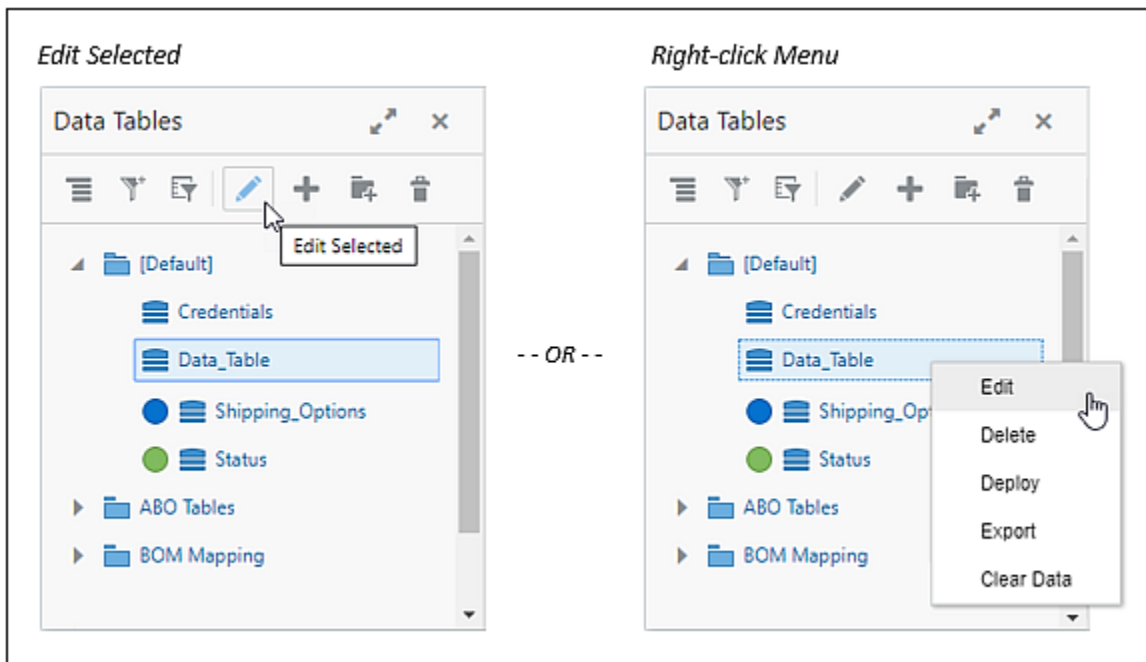 Edit Selected
Data Tables
Edit Selected
[Default]
Credentials
Data_Table
Shipping_Options
Status
ABO Tables
BOM Mapping
- - OR - -
Right-click Menu
Data Tables
[Default]
Credentials
Data_Table
Shipping_Op
Status
ABO Tables
BOM Mapping
Edit
Delete
Deploy
Export
Clear Data